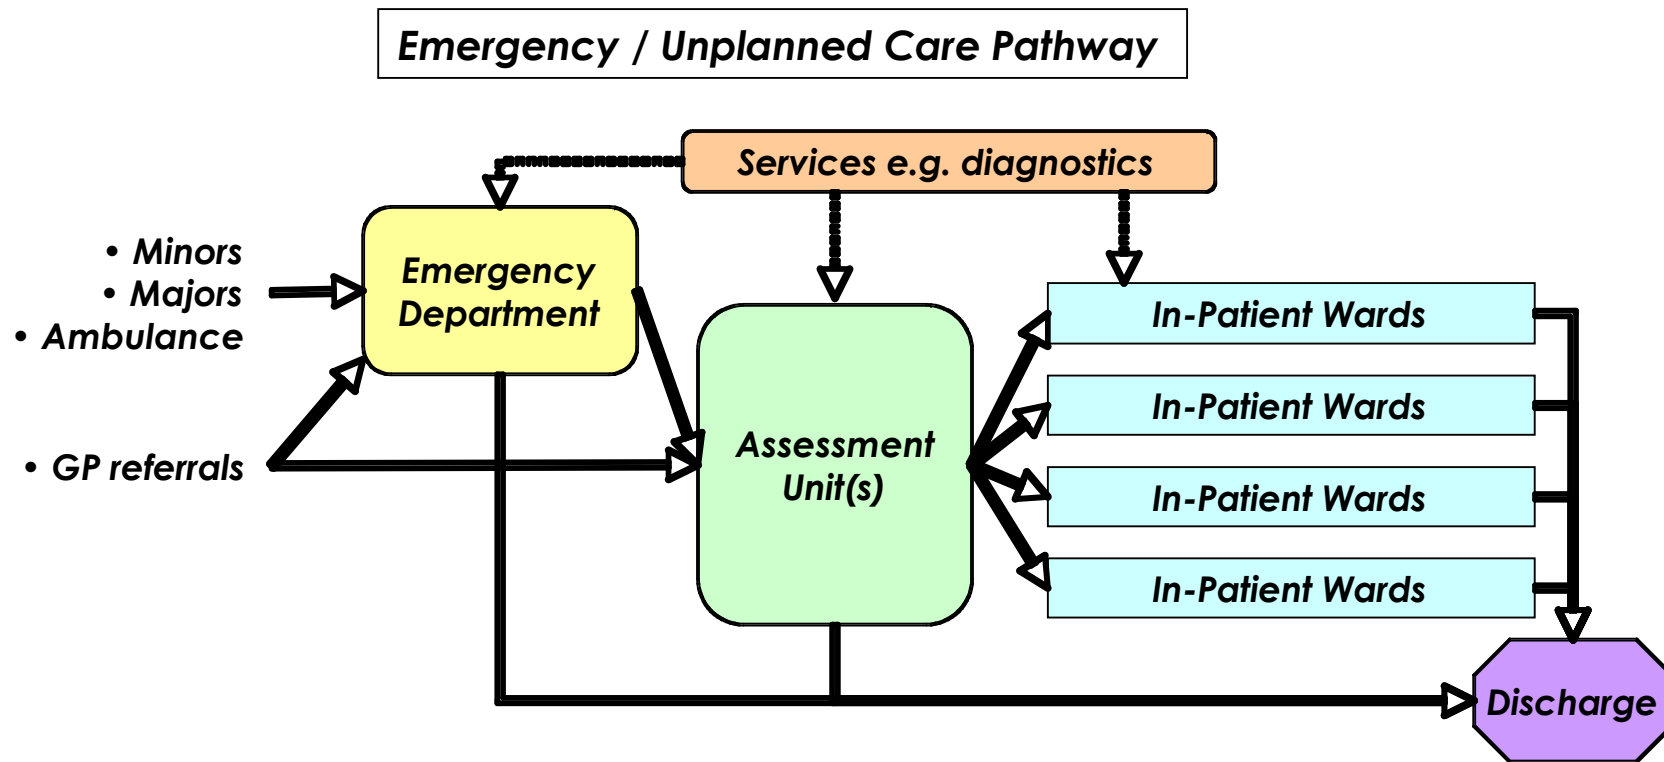 Emergency / Unplanned Care Pathway
Services e.g. diagnostics
• Minors
• Majors
• Ambulance
• GP referrals
Emergency
Department
Assessment
Unit(s)
In-Patient Wards
In-Patient Wards
In-Patient Wards
In-Patient Wards
Discharge